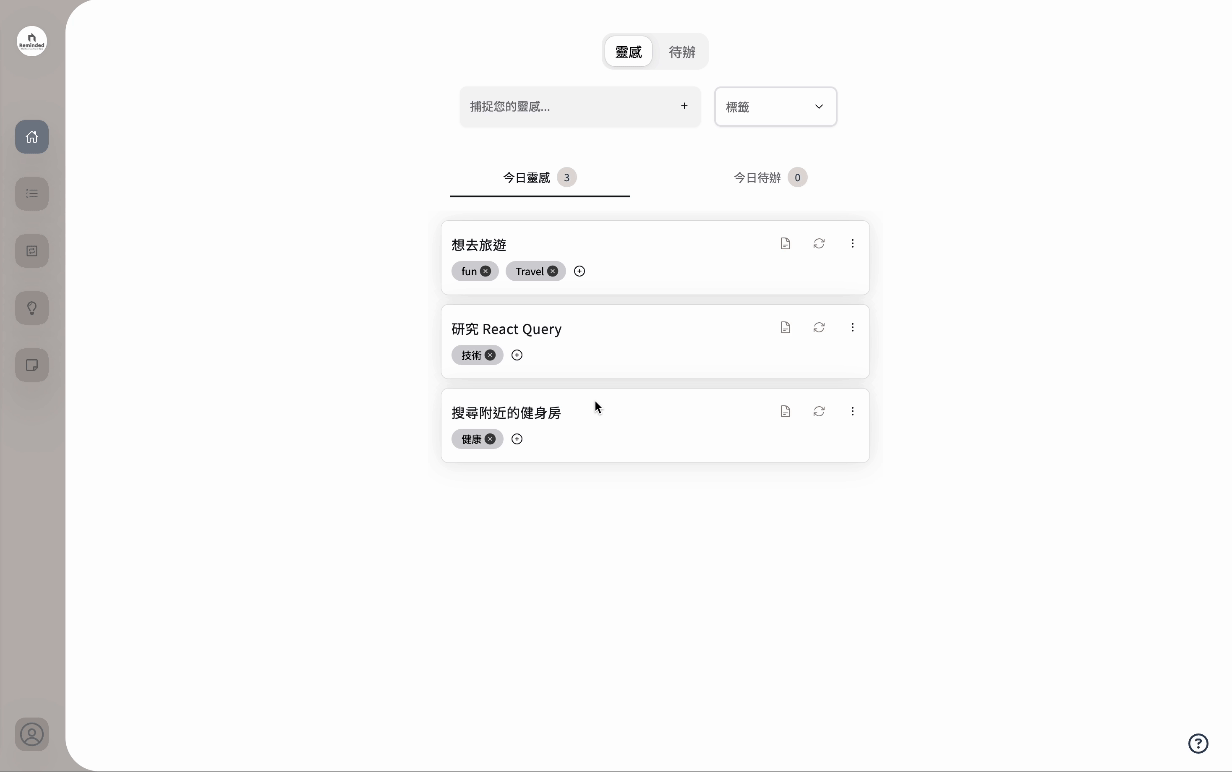 Reminded
靈感 待辦
捕捉您的靈感... + 標籤
今日靈感 3 今日待辦 0
想去旅遊
fun Travel
研究 React Query
技術
搜尋附近的健身房
健康
?